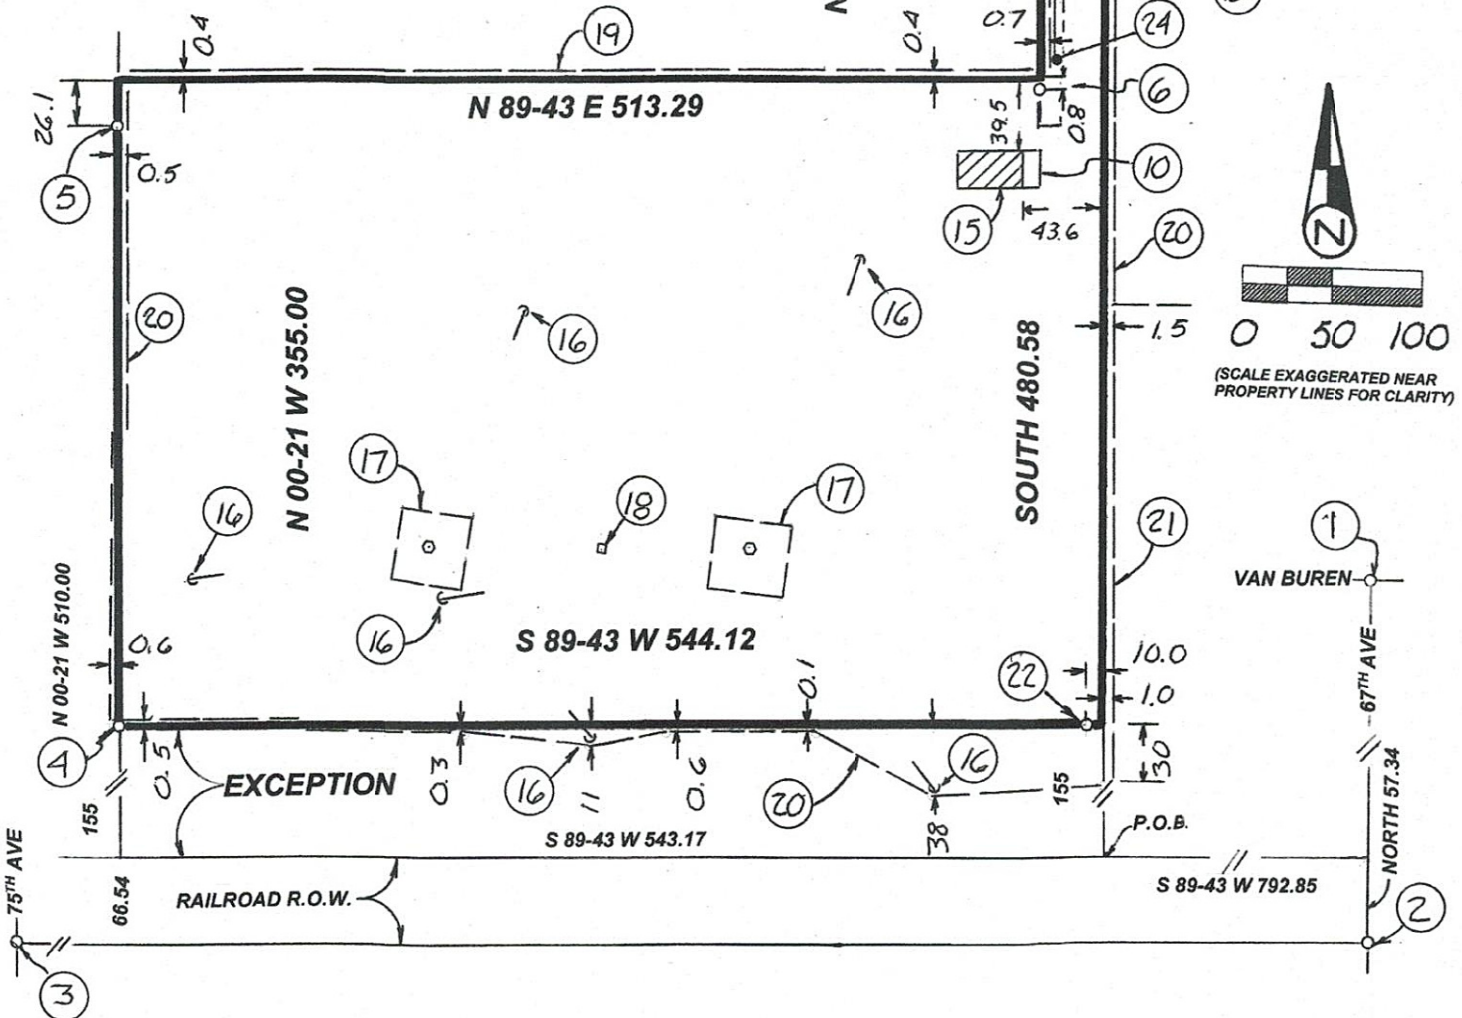 N
0.4
19
0.4
0.7
24
26.1
N 89-43 E 513.29
6
39.5
0.8
5
0.5
10
15
43.6
20
N
20
16
16
1.5
0 50 100
(SCALE EXAGGERATED NEAR
PROPERTY LINES FOR CLARITY)
N 00-21 W 355.00
SOUTH 480.58
17
18
17
16
21
1
VAN BUREN
N 00-21 W 510.00
0.6
16
S 89-43 W 544.12
0.1
22
10.0
1.0
67TH AVE
4
0.5
EXCEPTION
0.3
16
11
0.6
20
16
38
155
30
155
P.O.B.
NORTH 57.34
S 89-43 W 543.17
75TH AVE
66.54
RAILROAD R.O.W.
S 89-43 W 792.85
2
3